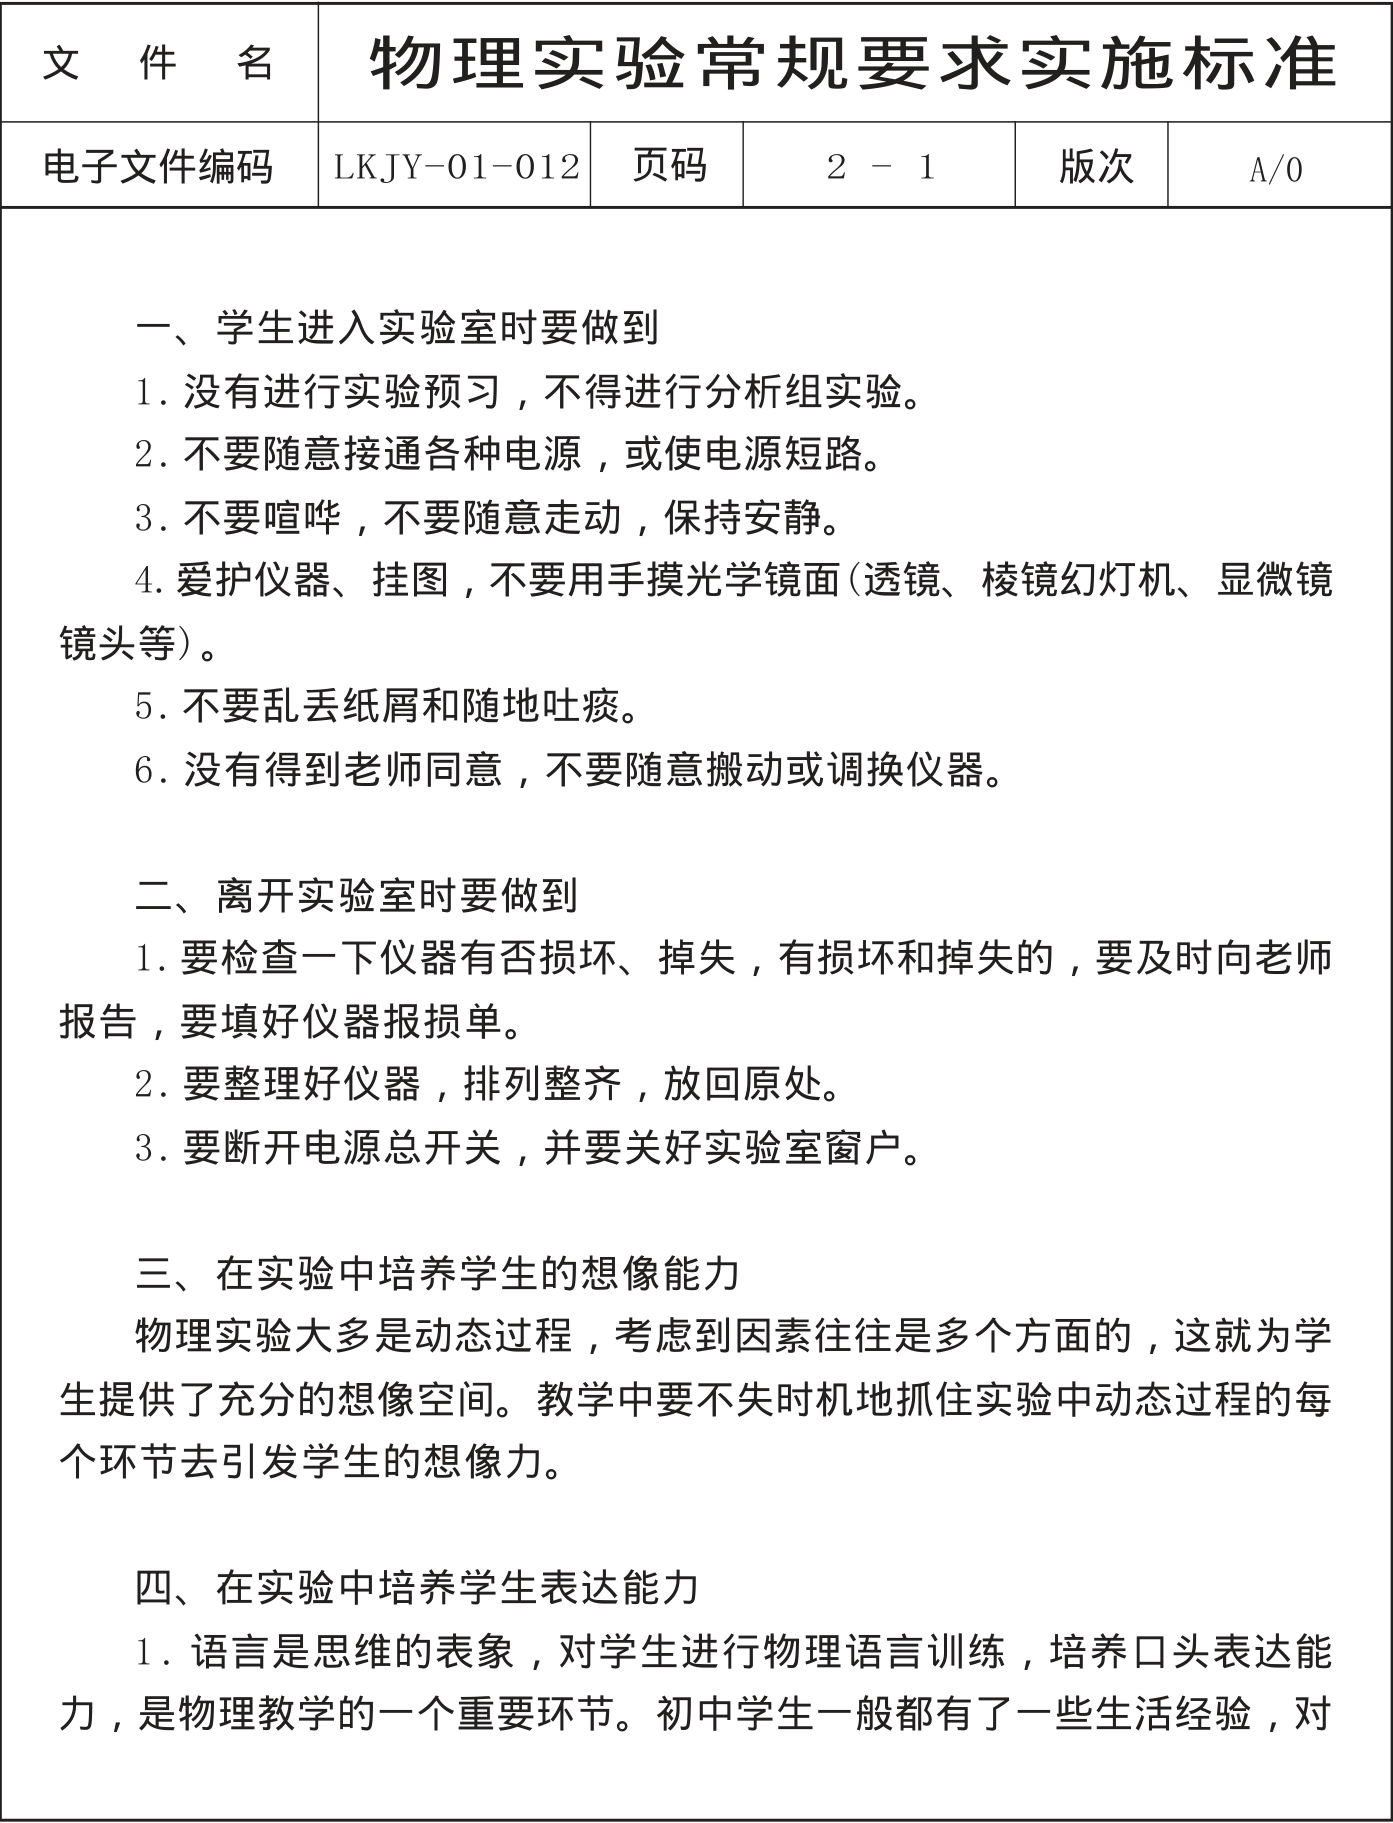 文 件 名 物理实验常规要求实施标准
电子文件编码 LKJY-01-012 页码 2 - 1 版次 A/0
一、学生进入实验室时要做到
1. 没有进行实验预习，不得进行分析组实验。
2. 不要随意接通各种电源，或使电源短路。
3. 不要喧哗，不要随意走动，保持安静。
4. 爱护仪器、挂图，不要用手摸光学镜面(透镜、棱镜幻灯机、显微镜
镜头等)。
5. 不要乱丢纸屑和随地吐痰。
6. 没有得到老师同意，不要随意搬动或调换仪器。
二、离开实验室时要做到
1. 要检查一下仪器有否损坏、掉失，有损坏和掉失的，要及时向老师
报告，要填好仪器报损单。
2. 要整理好仪器，排列整齐，放回原处。
3. 要断开电源总开关，并要关好实验室窗户。
三、在实验中培养学生的想像能力
物理实验大多是动态过程，考虑到因素往往是多个方面的，这就为学
生提供了充分的想像空间。教学中要不失时机地抓住实验中动态过程的每
个环节去引发学生的想像力。
四、在实验中培养学生表达能力
1. 语言是思维的表象，对学生进行物理语言训练，培养口头表达能
力，是物理教学的一个重要环节。初中学生一般都有了一些生活经验，对